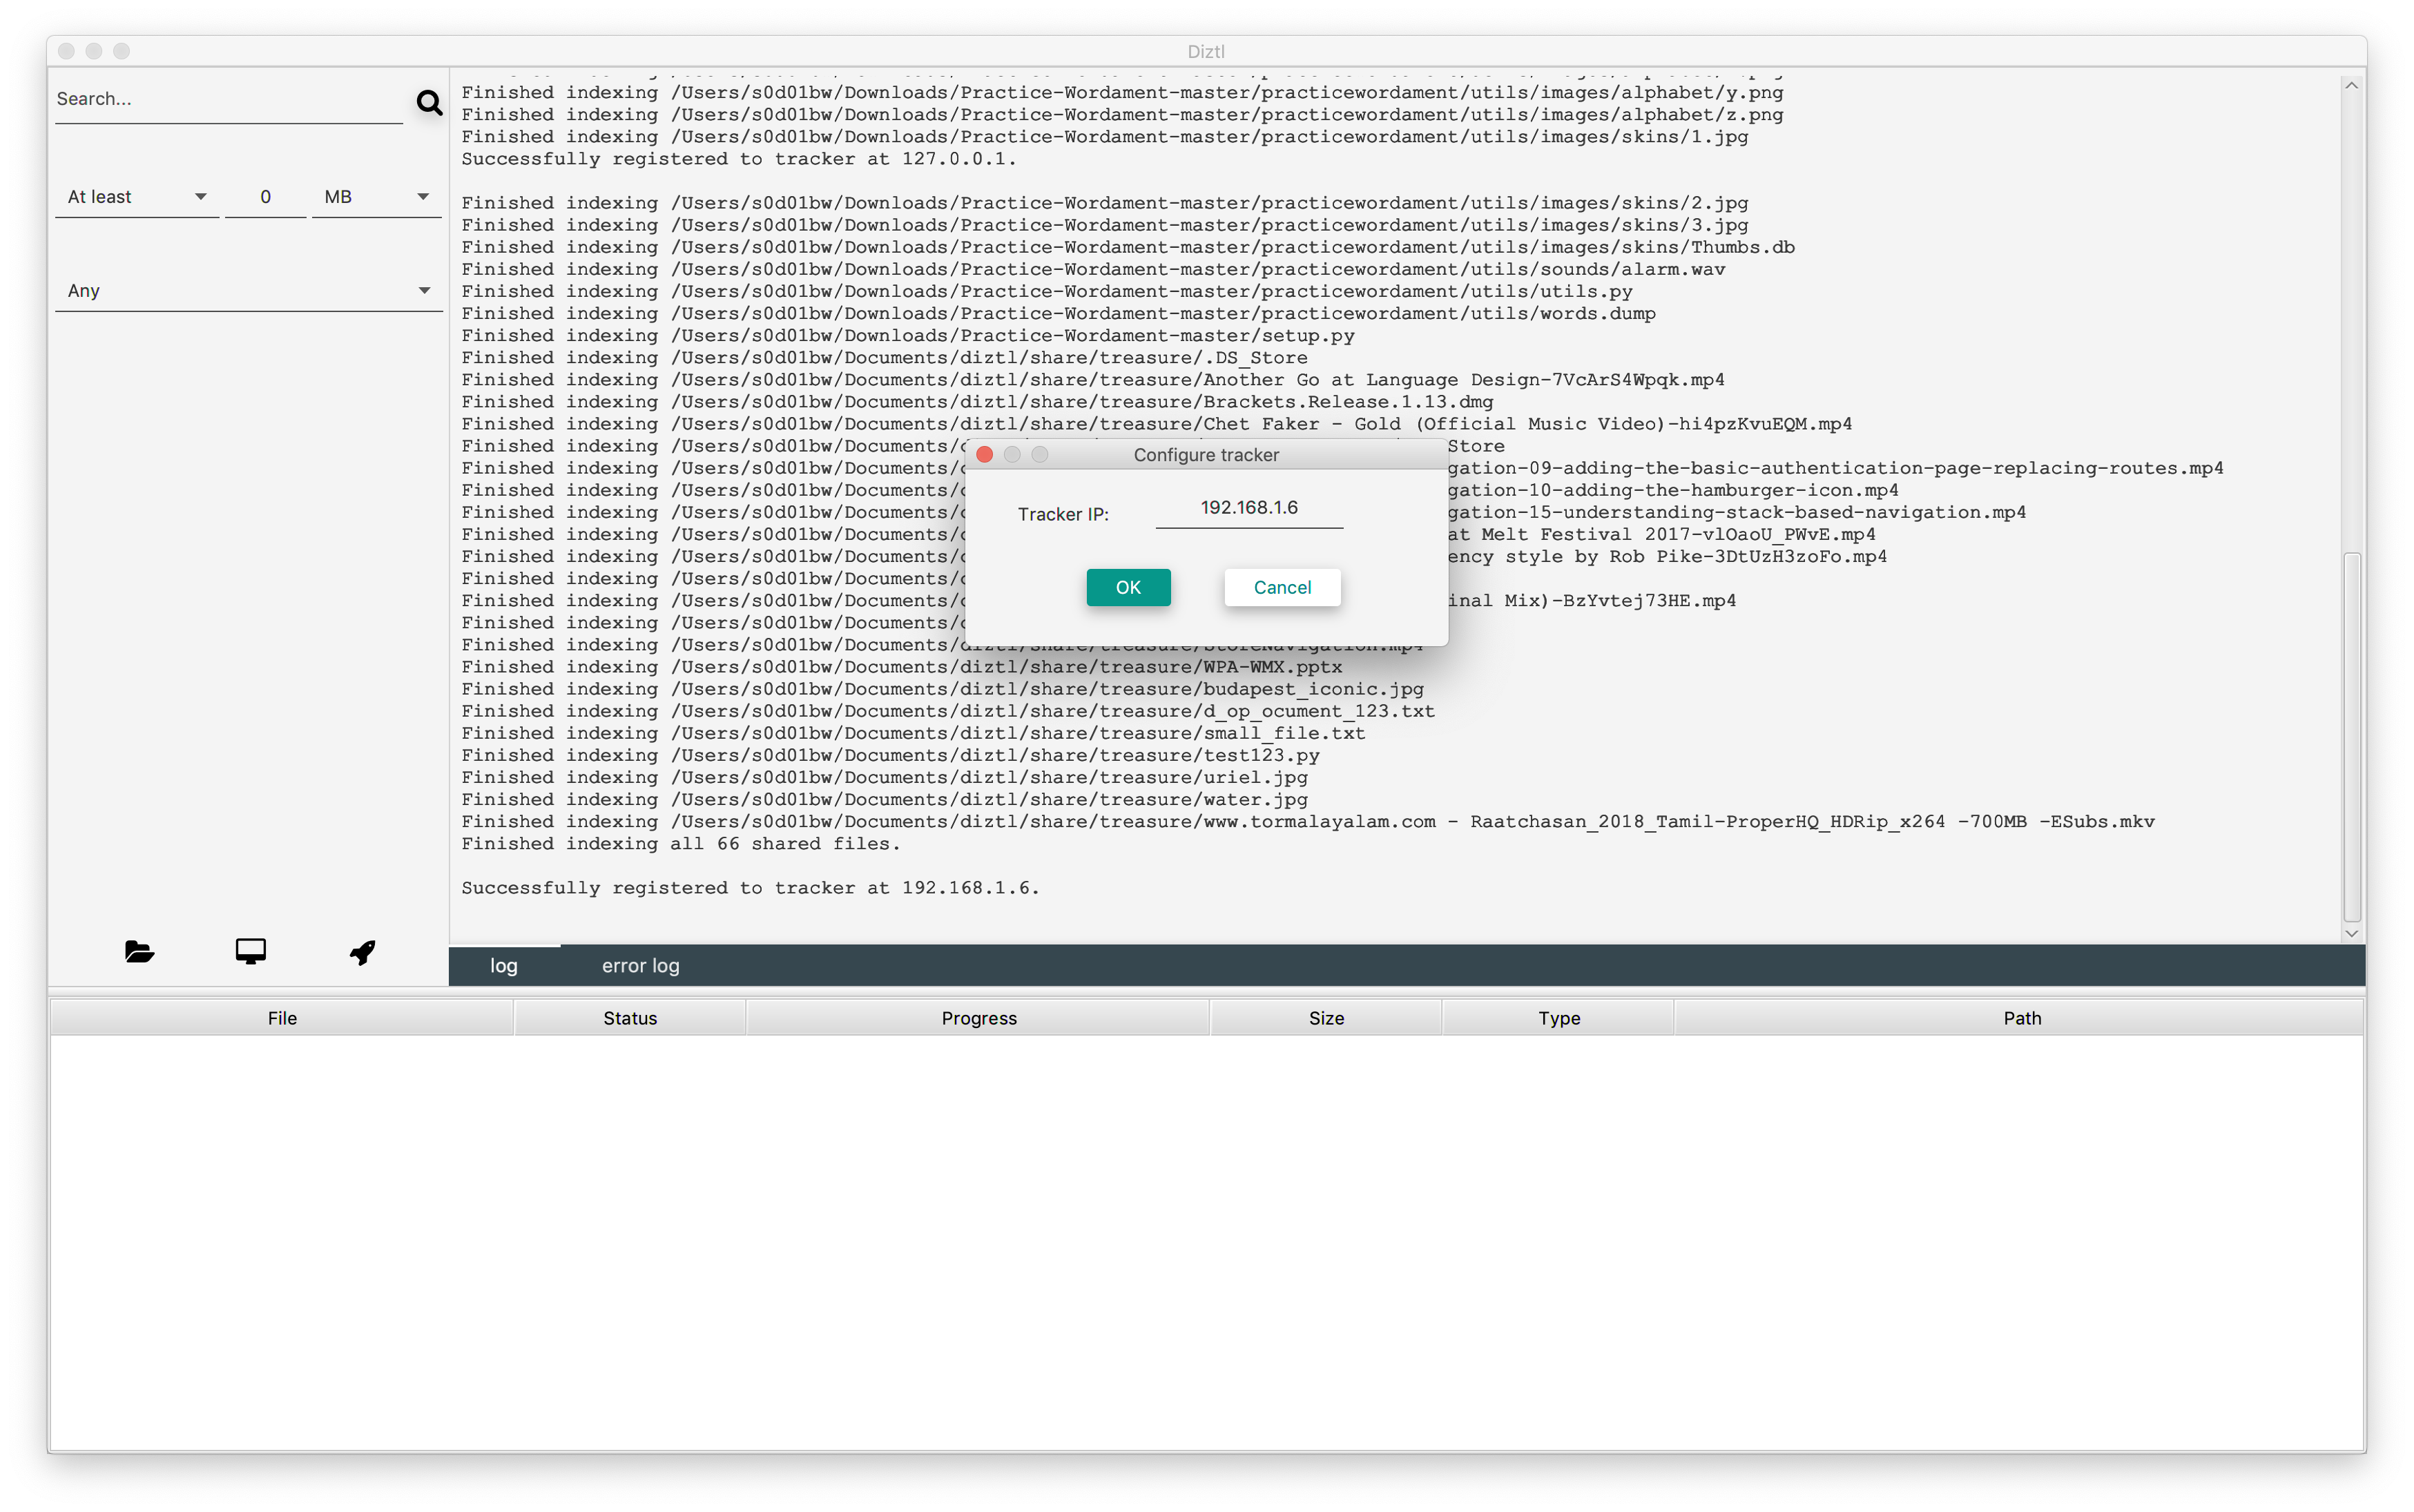 Diztl
Search...
At least 0 MB
Any
Finished indexing /Users/s0d01bw/Downloads/Practice-Wordament-master/practicewordament/utils/images/alphabet/y.png
Finished indexing /Users/s0d01bw/Downloads/Practice-Wordament-master/practicewordament/utils/images/alphabet/z.png
Finished indexing /Users/s0d01bw/Downloads/Practice-Wordament-master/practicewordament/utils/images/skins/1.jpg
Successfully registered to tracker at 127.0.0.1.
Finished indexing /Users/s0d01bw/Downloads/Practice-Wordament-master/practicewordament/utils/images/skins/2.jpg
Finished indexing /Users/s0d01bw/Downloads/Practice-Wordament-master/practicewordament/utils/images/skins/3.jpg
Finished indexing /Users/s0d01bw/Downloads/Practice-Wordament-master/practicewordament/utils/images/skins/Thumbs.db
Finished indexing /Users/s0d01bw/Downloads/Practice-Wordament-master/practicewordament/utils/sounds/alarm.wav
Finished indexing /Users/s0d01bw/Downloads/Practice-Wordament-master/practicewordament/utils/utils.py
Finished indexing /Users/s0d01bw/Downloads/Practice-Wordament-master/practicewordament/utils/words.dump
Finished indexing /Users/s0d01bw/Downloads/Practice-Wordament-master/setup.py
Finished indexing /Users/s0d01bw/Documents/diztl/share/treasure/.DS_Store
Finished indexing /Users/s0d01bw/Documents/diztl/share/treasure/Another Go at Language Design-7VcArS4Wpqk.mp4
Finished indexing /Users/s0d01bw/Documents/diztl/share/treasure/Brackets.Release.1.13.dmg
Finished indexing /Users/s0d01bw/Documents/diztl/share/treasure/Chet Faker - Gold (Official Music Video)-hi4pzKvuEQM.mp4
Finished indexing /Users/s0d01bw/Documents/ Store
Finished indexing /Users/s0d01bw/Documents/ gation-09-adding-the-basic-authentication-page-replacing-routes.mp4
Finished indexing /Users/s0d01bw/Documents/ gation-10-adding-the-hamburger-icon.mp4
Finished indexing /Users/s0d01bw/Documents/ gation-15-understanding-stack-based-navigation.mp4
Finished indexing /Users/s0d01bw/Documents/ at Melt Festival 2017-vlOaoU_PWvE.mp4
Finished indexing /Users/s0d01bw/Documents/ ency style by Rob Pike-3DtUzH3zoFo.mp4
Finished indexing /Users/s0d01bw/Documents/
Finished indexing /Users/s0d01bw/Documents/ inal Mix)-BzYvtej73HE.mp4
Finished indexing /Users/s0d01bw/Documents/
Finished indexing /Users/s0d01bw/Documents/diztl/share/treasure/StoreNavigation.mp4
Finished indexing /Users/s0d01bw/Documents/diztl/share/treasure/WPA-WMX.pptx
Finished indexing /Users/s0d01bw/Documents/diztl/share/treasure/budapest_iconic.jpg
Finished indexing /Users/s0d01bw/Documents/diztl/share/treasure/d_op_ocument_123.txt
Finished indexing /Users/s0d01bw/Documents/diztl/share/treasure/small_file.txt
Finished indexing /Users/s0d01bw/Documents/diztl/share/treasure/test123.py
Finished indexing /Users/s0d01bw/Documents/diztl/share/treasure/uriel.jpg
Finished indexing /Users/s0d01bw/Documents/diztl/share/treasure/water.jpg
Finished indexing /Users/s0d01bw/Documents/diztl/share/treasure/www.tormalayalam.com - Raatchasan_2018_Tamil-ProperHQ_HDRip_x264 -700MB -ESubs.mkv
Finished indexing all 66 shared files.
Successfully registered to tracker at 192.168.1.6.
Configure tracker
Tracker IP: 192.168.1.6
OK Cancel
log error log
File Status Progress Size Type Path